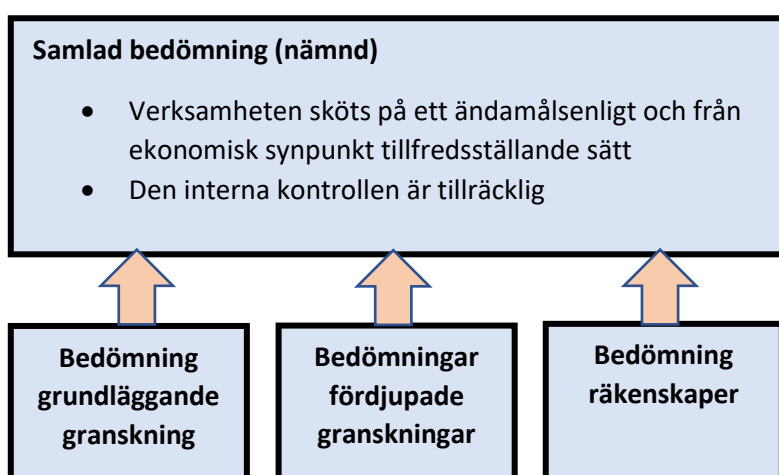 Samlad bedömning (nämnd)
• Verksamheten sköts på ett ändamålsenligt och från
ekonomisk synpunkt tillfredsställande sätt
• Den interna kontrollen är tillräcklig
Bedömning
grundläggande
granskning
Bedömningar
fördjupade
granskningar
Bedömning
räkenskaper